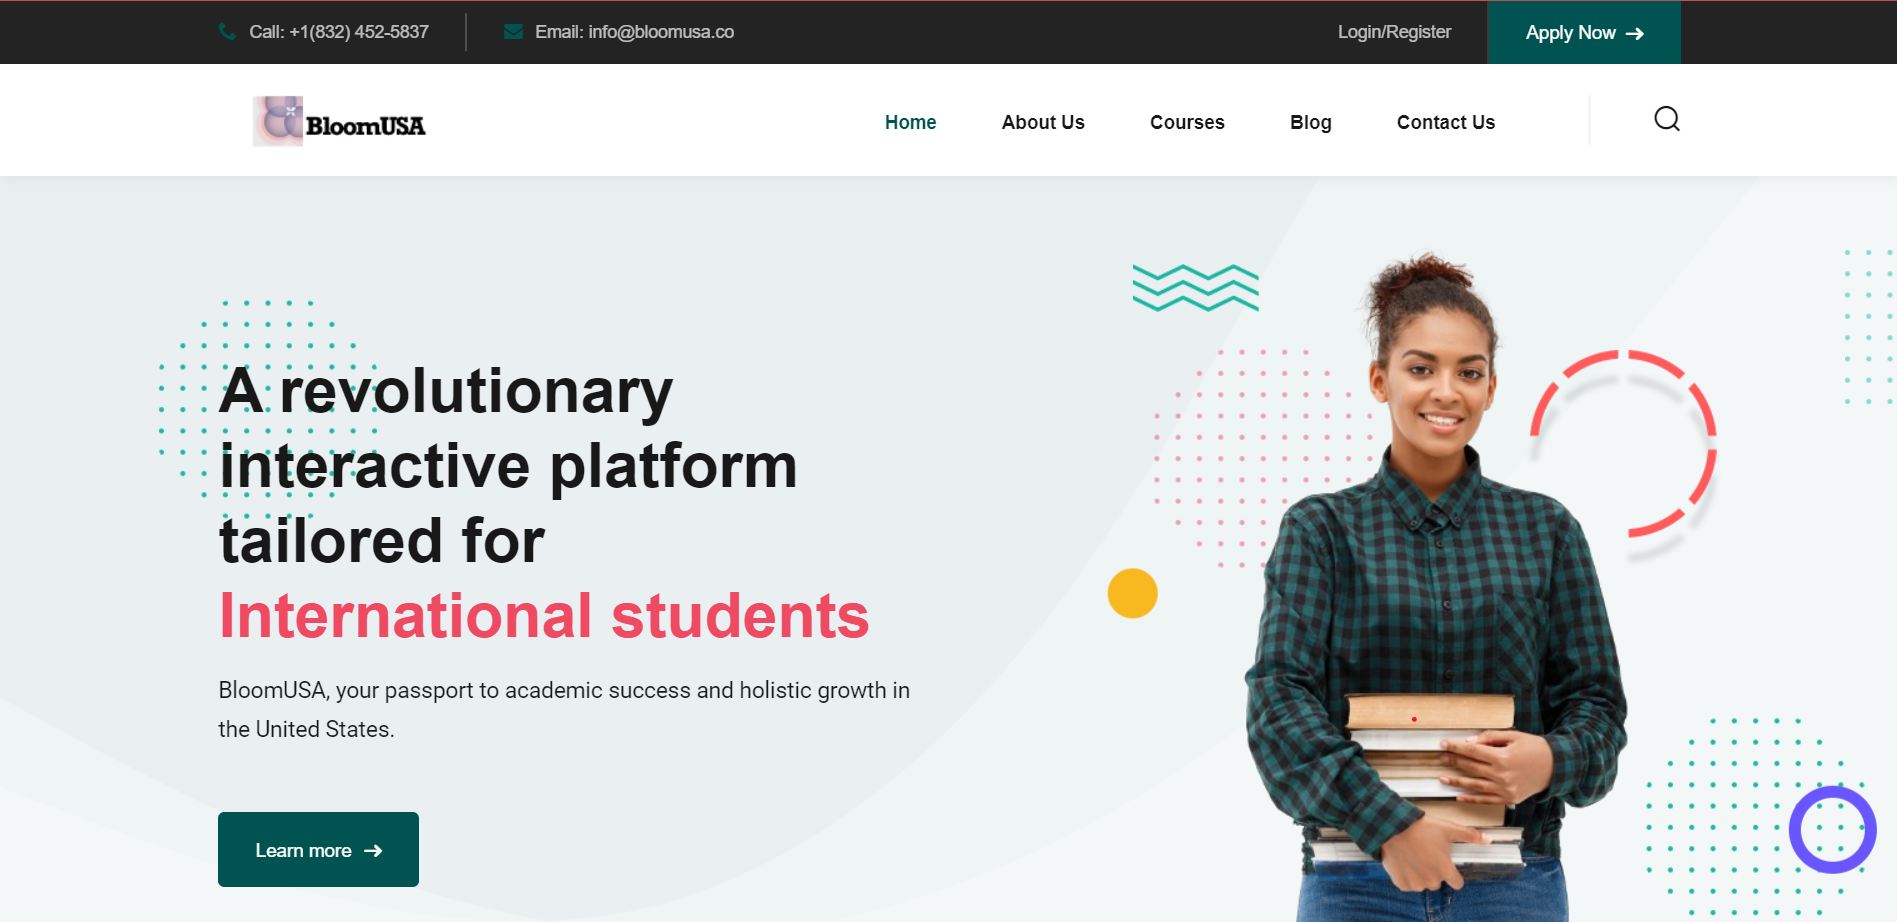 Call: +1(832) 452-5837
Email: info@bloomusa.co
Login/Register
Apply Now
BloomUSA
Home
About Us
Courses
Blog
Contact Us
A revolutionary
interactive platform
tailored for
International students
BloomUSA, your passport to academic success and holistic growth in
the United States.
Learn more